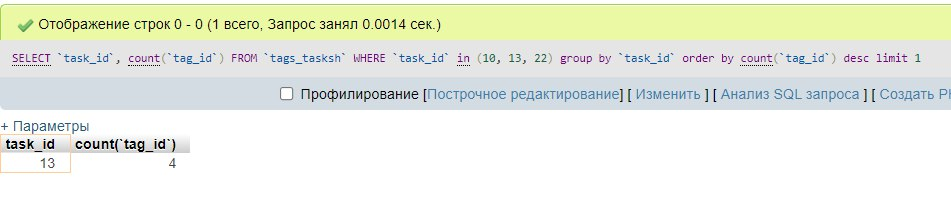 Отображение строк 0 - 0 (1 всего, Запрос занял 0.0014 сек.)
SELECT `task_id`, count(`tag_id`) FROM `tags_tasksh` WHERE `task_id` in (10, 13, 22) group by `task_id` order by count(`tag_id`) desc limit 1
Профилирование [Построчное редактирование] [ Изменить ] [ Анализ SQL запроса ] [ Создать
+ Параметры
task_id count(`tag_id`)
13 4